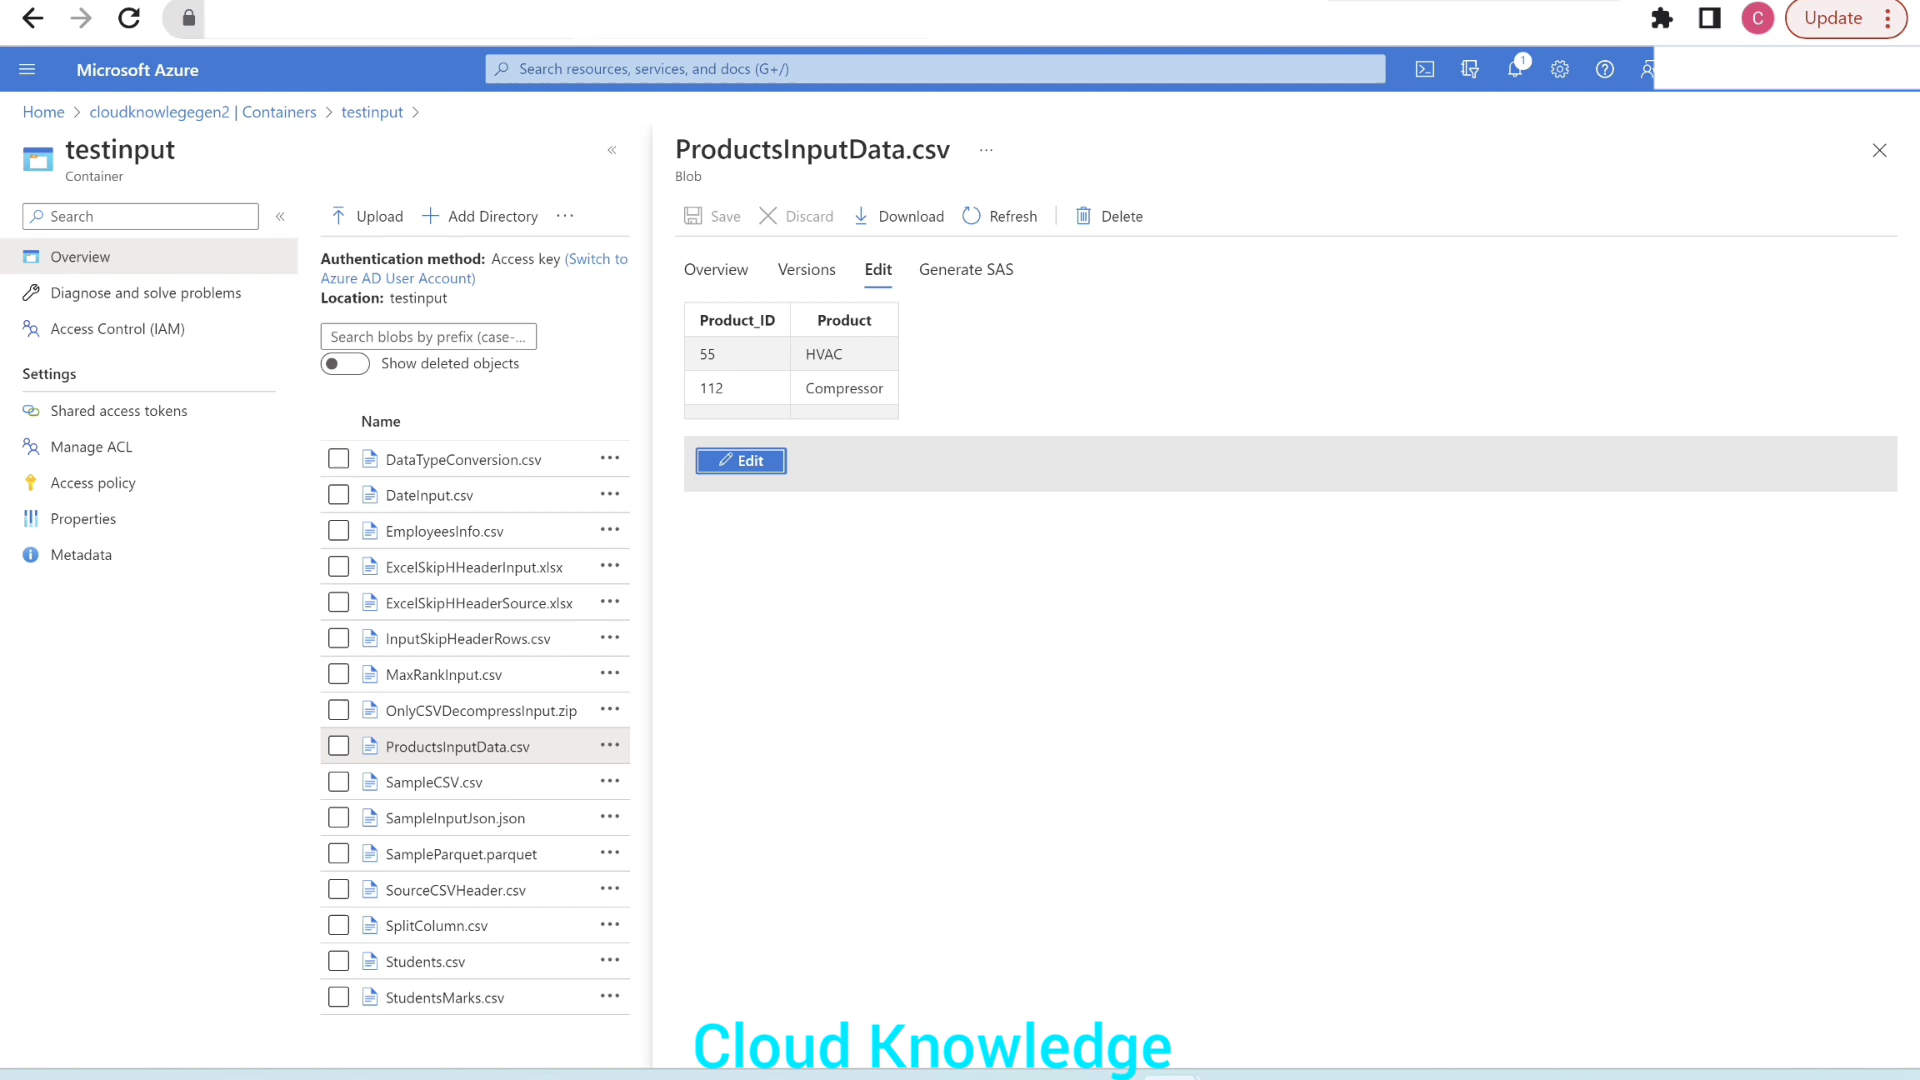 C
Update
Microsoft Azure
Search resources, services, and docs (G+/)
1
Home > cloudknowlegegen2 | Containers > testinput >
testinput
Container
«
Search
«
Overview
Diagnose and solve problems
Access Control (IAM)
Settings
Shared access tokens
Manage ACL
Access policy
Properties
Metadata
Upload
Add Directory
...
Authentication method: Access key (Switch to
Azure AD User Account)
Location: testinput
Search blobs by prefix (case-...
Show deleted objects
Name
DataTypeConversion.csv
DateInput.csv
EmployeesInfo.csv
ExcelSkipHHeaderInput.xlsx
ExcelSkipHHeaderSource.xlsx
InputSkipHeaderRows.csv
MaxRankInput.csv
OnlyCSVDecompressInput.zip
ProductsInputData.csv
SampleCSV.csv
SampleInputJson.json
SampleParquet.parquet
SourceCSVHeader.csv
SplitColumn.csv
Students.csv
StudentsMarks.csv
ProductsInputData.csv ...
Blob
Save Discard Download Refresh Delete
Overview Versions Edit Generate SAS
Product_ID Product
55 HVAC
112 Compressor
Edit
Cloud Knowledge